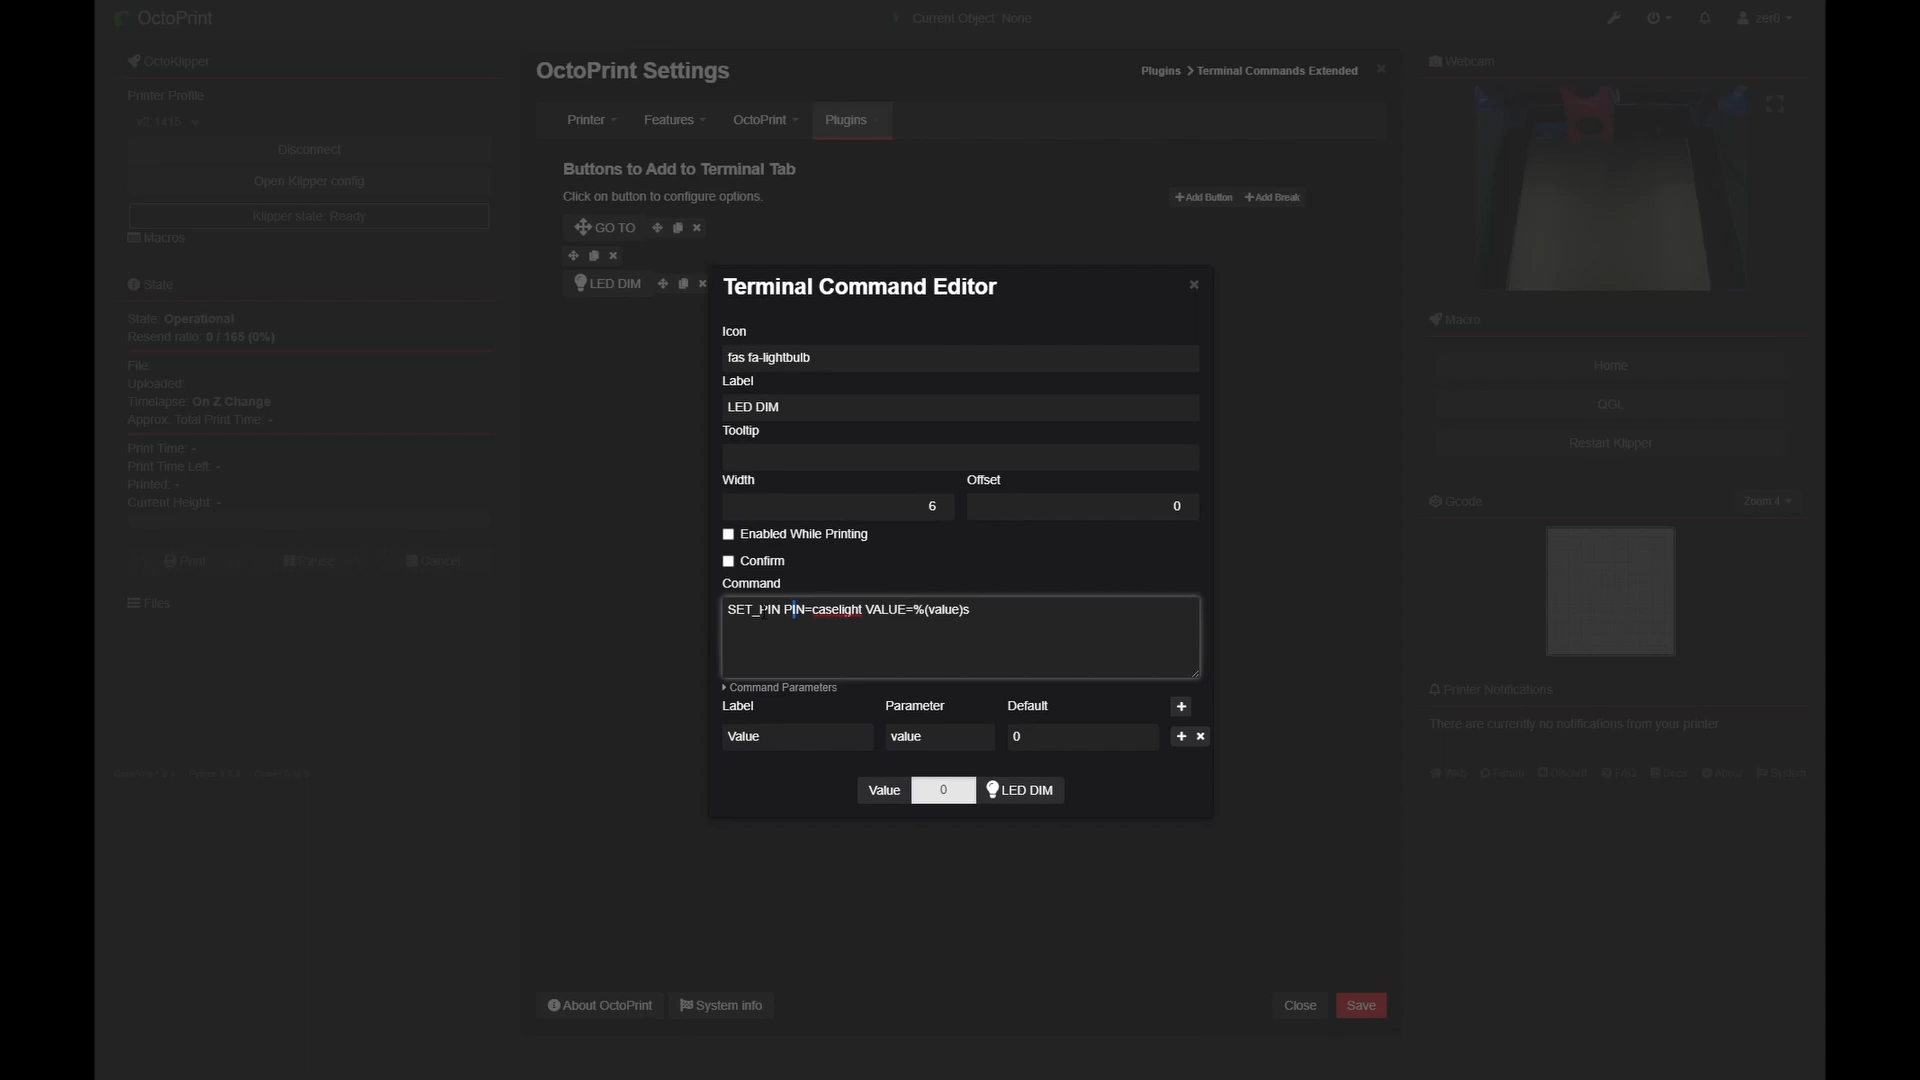 OctoPrint
Current Object: None
zer0
OctoKlipper
Printer Profile
Disconnect
Open Klipper config
Klipper state: Ready
Macros
State
State: Operational
Resend ratio: 0 / 165 (0%)
File:
Uploaded:
Timelapse: On Z Change
Approx. Total Print Time: -
Print Time: -
Print Time Left: -
Printed: -
Current Height: -
Print
Pause
Cancel
Files
OctoPrint Settings
Plugins > Terminal Commands Extended
Printer
Features
OctoPrint
Plugins
Buttons to Add to Terminal Tab
Click on button to configure options.
Add Button
Add Break
GO TO
LED DIM
Terminal Command Editor
Icon
fas fa-lightbulb
Label
LED DIM
Tooltip
Width
Offset
6
0
Enabled While Printing
Confirm
Command
SET_PIN PIN=caselight VALUE=%(value)s
Command Parameters
Label
Parameter
Default
Value
value
0
Value
0
LED DIM
About OctoPrint
System info
Close
Save
Webcam
Macro
Home
QGL
Restart Klipper
Gcode
Zoom 4
Printer Notifications
There are currently no notifications from your printer